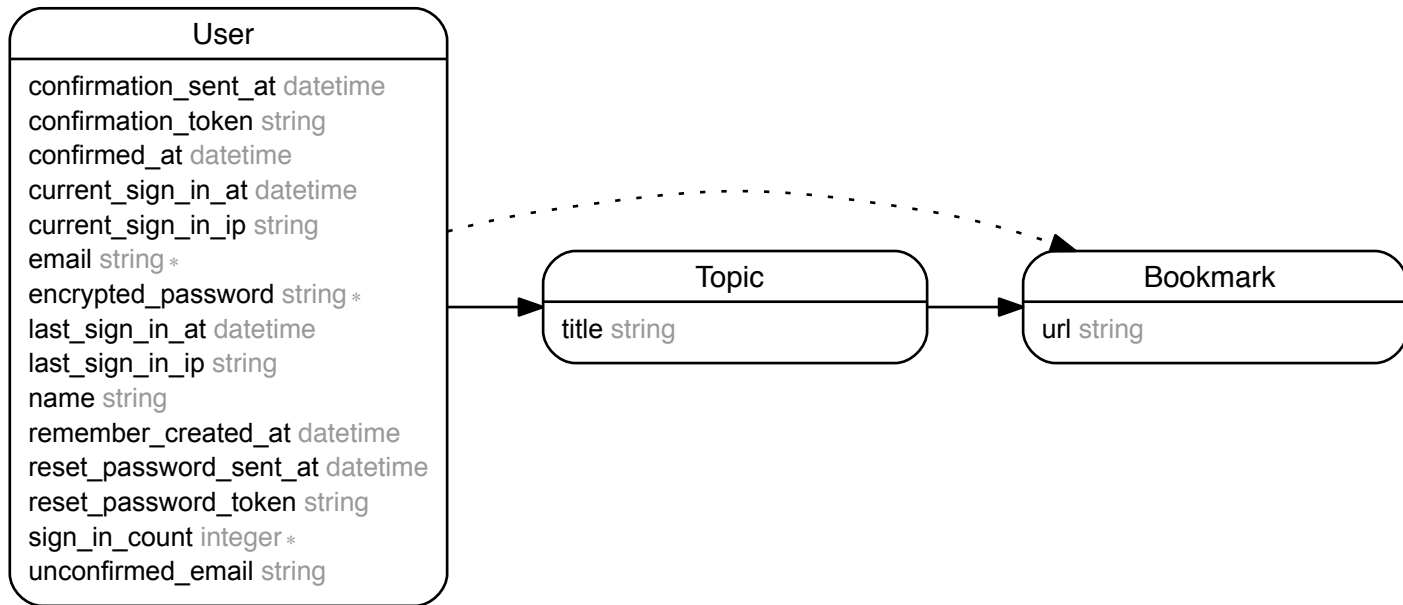 User
confirmation_sent_at datetime
confirmation_token string
confirmed_at datetime
current_sign_in_at datetime
current_sign_in_ip string
email string *
encrypted_password string *
last_sign_in_at datetime
last_sign_in_ip string
name string
remember_created_at datetime
reset_password_sent_at datetime
reset_password_token string
sign_in_count integer *
unconfirmed_email string
Topic
title string
Bookmark
url string